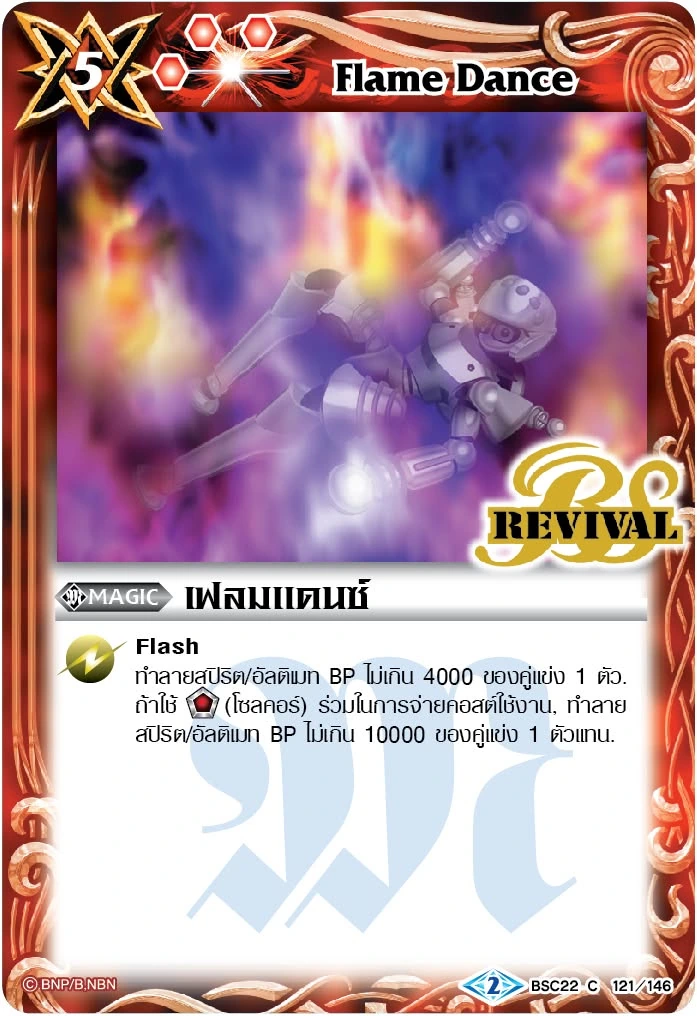 5
Flame Dance
BS
REVIVAL
MAGIC
เฟลมแดนซ์
Flash
ทำลายสปิริต/อัลติเมท BP ไม่เกิน 4000 ของคู่แข่ง 1 ตัว.
ถ้าใช้ (โซลคอร์) ร่วมในการจ่ายคอสต์ใช้งาน, ทำลาย
สปิริต/อัลติเมท BP ไม่เกิน 10000 ของคู่แข่ง 1 ตัวแทน.
© BNP/B,NBN
2
BSC22 C 121/146